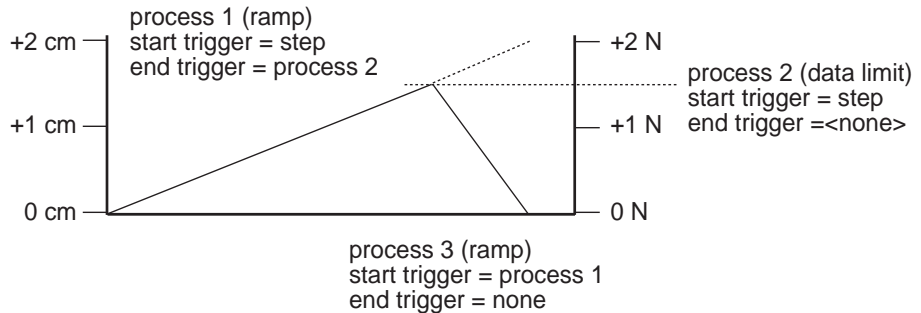 process 1 (ramp)
start trigger = step
end trigger = process 2
+2 cm
+1 cm
0 cm
+2 N
+1 N
0 N
process 2 (data limit)
start trigger = step
end trigger =<none>
process 3 (ramp)
start trigger = process 1
end trigger = none